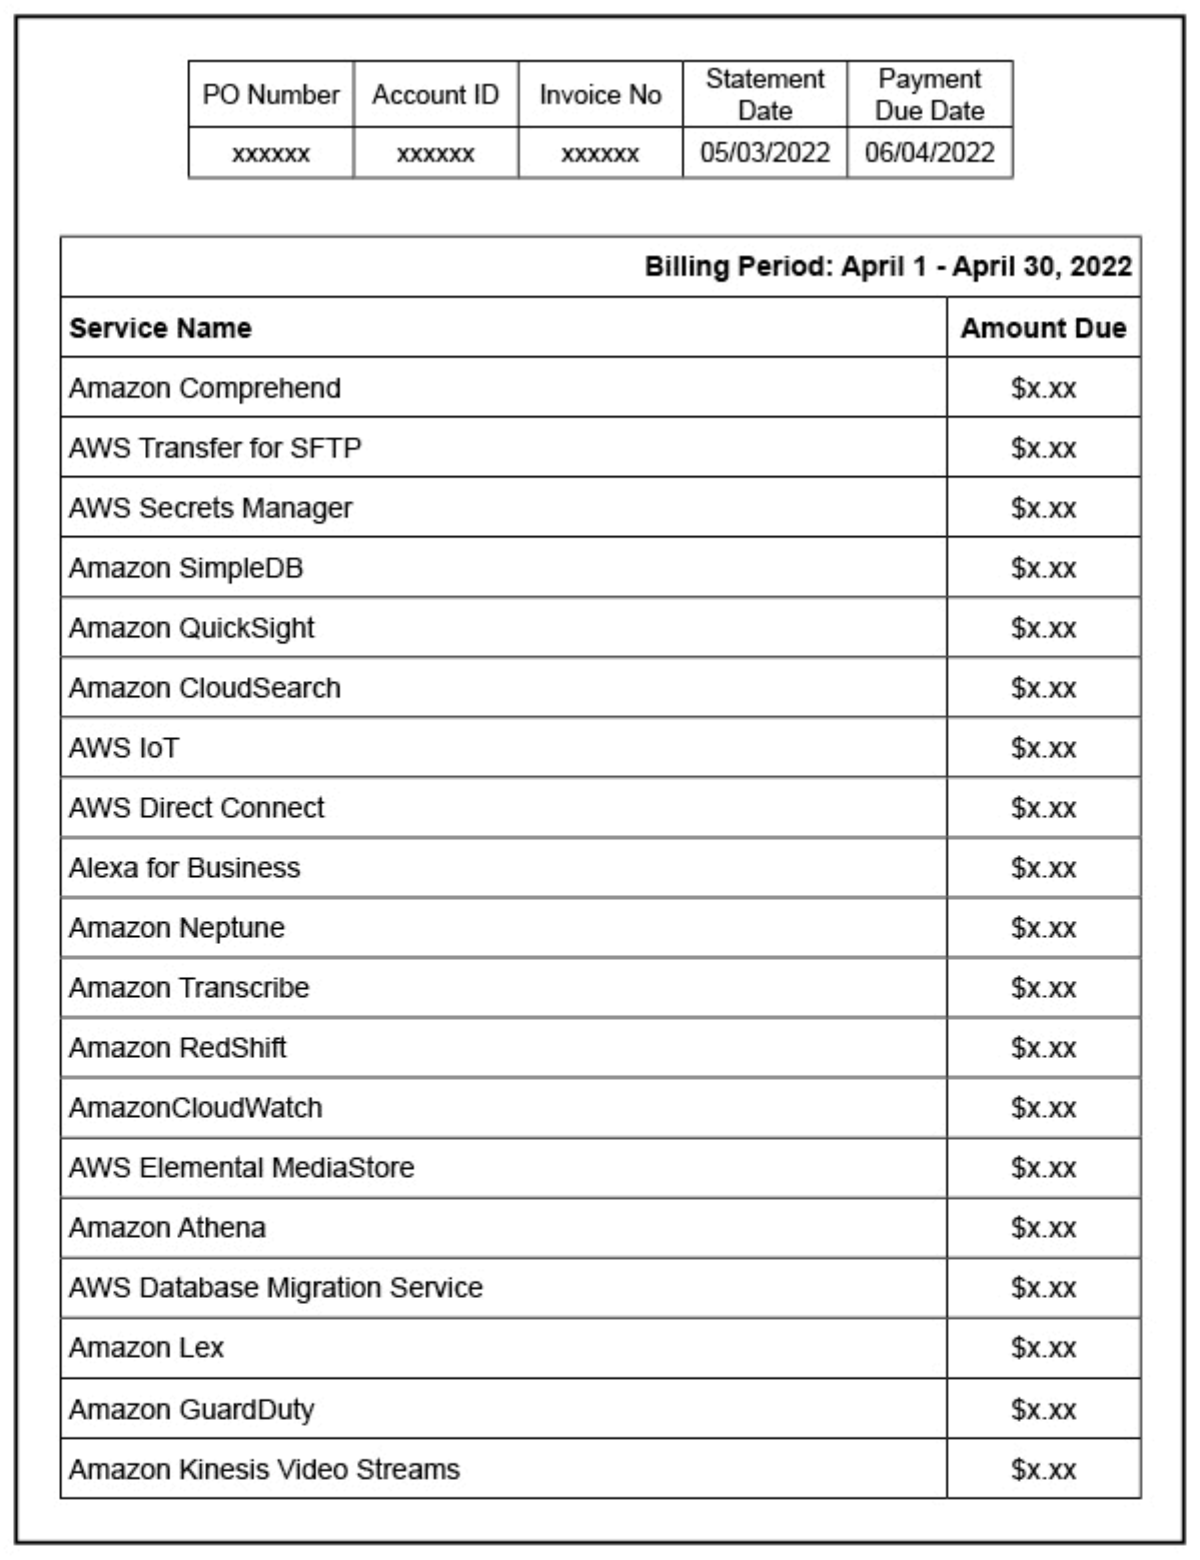 PO Number Account ID Invoice No Statement Date Payment Due Date
xxxxxx xxxxxx xxxxxx 05/03/2022 06/04/2022
Billing Period: April 1 - April 30, 2022
Service Name Amount Due
Amazon Comprehend $x.xx
AWS Transfer for SFTP $x.xx
AWS Secrets Manager $x.xx
Amazon SimpleDB $x.xx
Amazon QuickSight $x.xx
Amazon CloudSearch $x.xx
AWS IoT $x.xx
AWS Direct Connect $x.xx
Alexa for Business $x.xx
Amazon Neptune $x.xx
Amazon Transcribe $x.xx
Amazon RedShift $x.xx
AmazonCloudWatch $x.xx
AWS Elemental MediaStore $x.xx
Amazon Athena $x.xx
AWS Database Migration Service $x.xx
Amazon Lex $x.xx
Amazon GuardDuty $x.xx
Amazon Kinesis Video Streams $x.xx